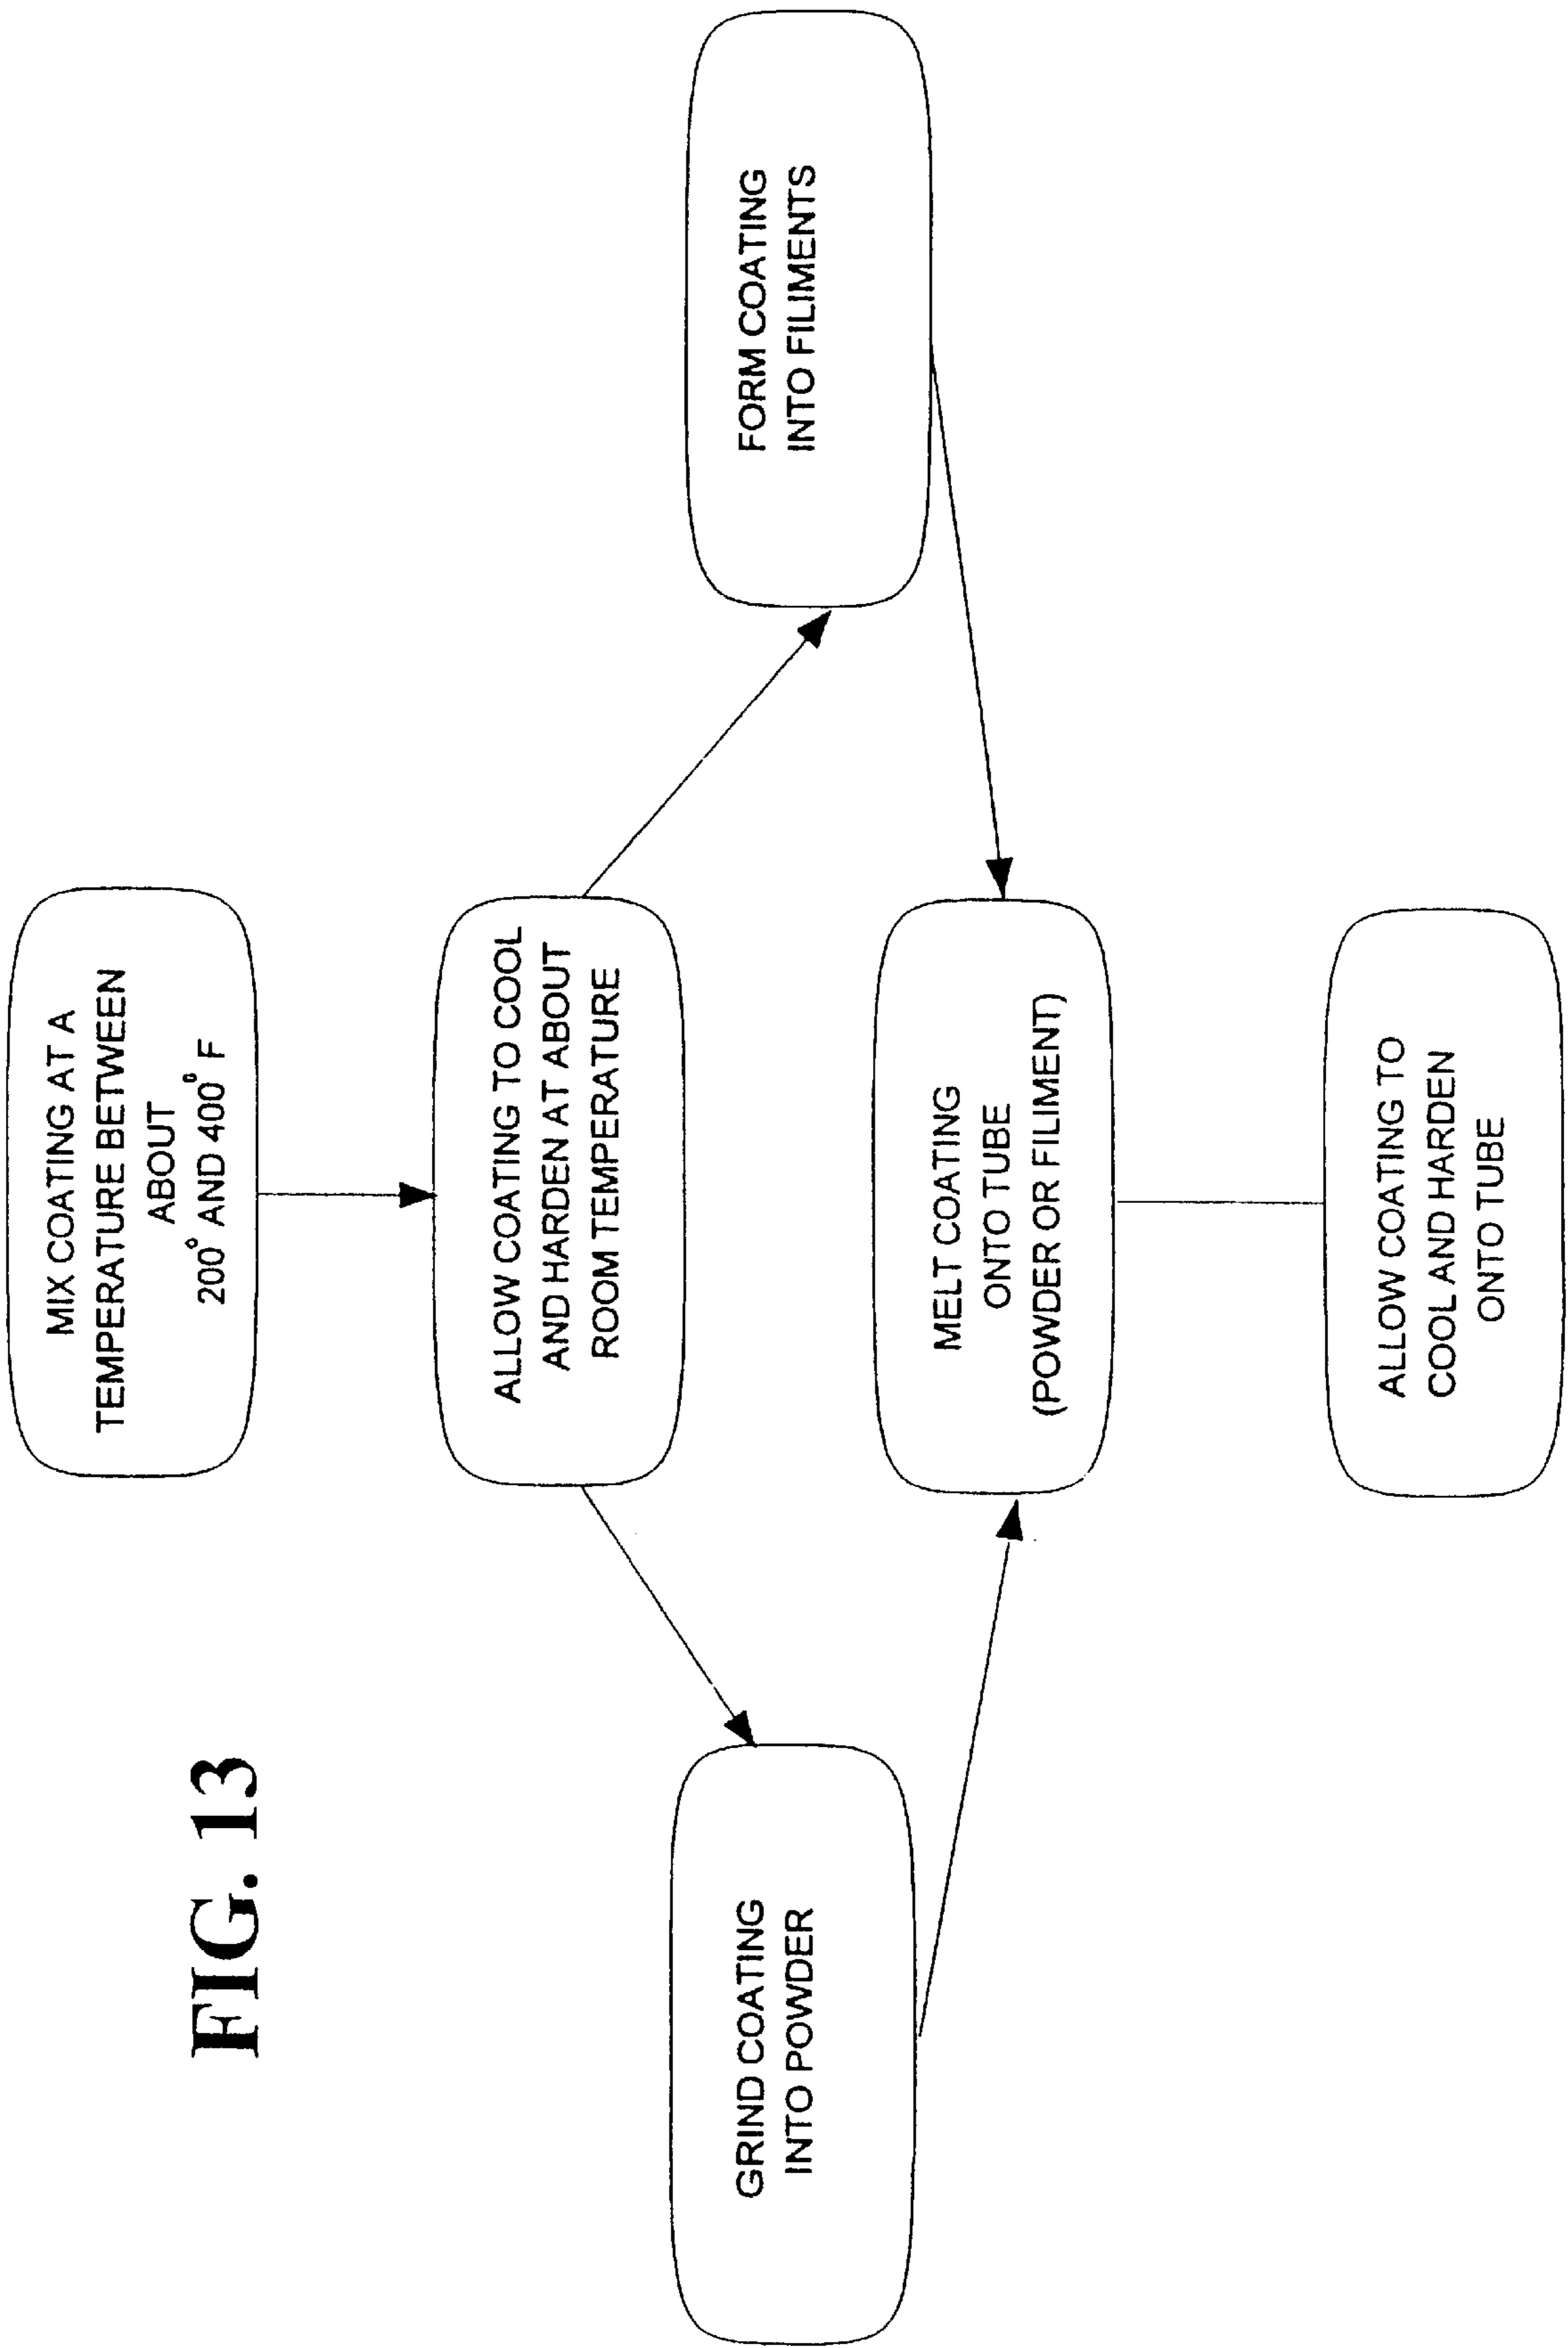 FIG. 13
MIX COATING AT A
TEMPERATURE BETWEEN
ABOUT
200° AND 400° F
ALLOW COATING TO COOL
AND HARDEN AT ABOUT
ROOM TEMPERATURE
GRIND COATING
INTO POWDER
FORM COATING
INTO FILIMENTS
MELT COATING
ONTO TUBE
(POWDER OR FILIMENT)
ALLOW COATING TO
COOL AND HARDEN
ONTO TUBE